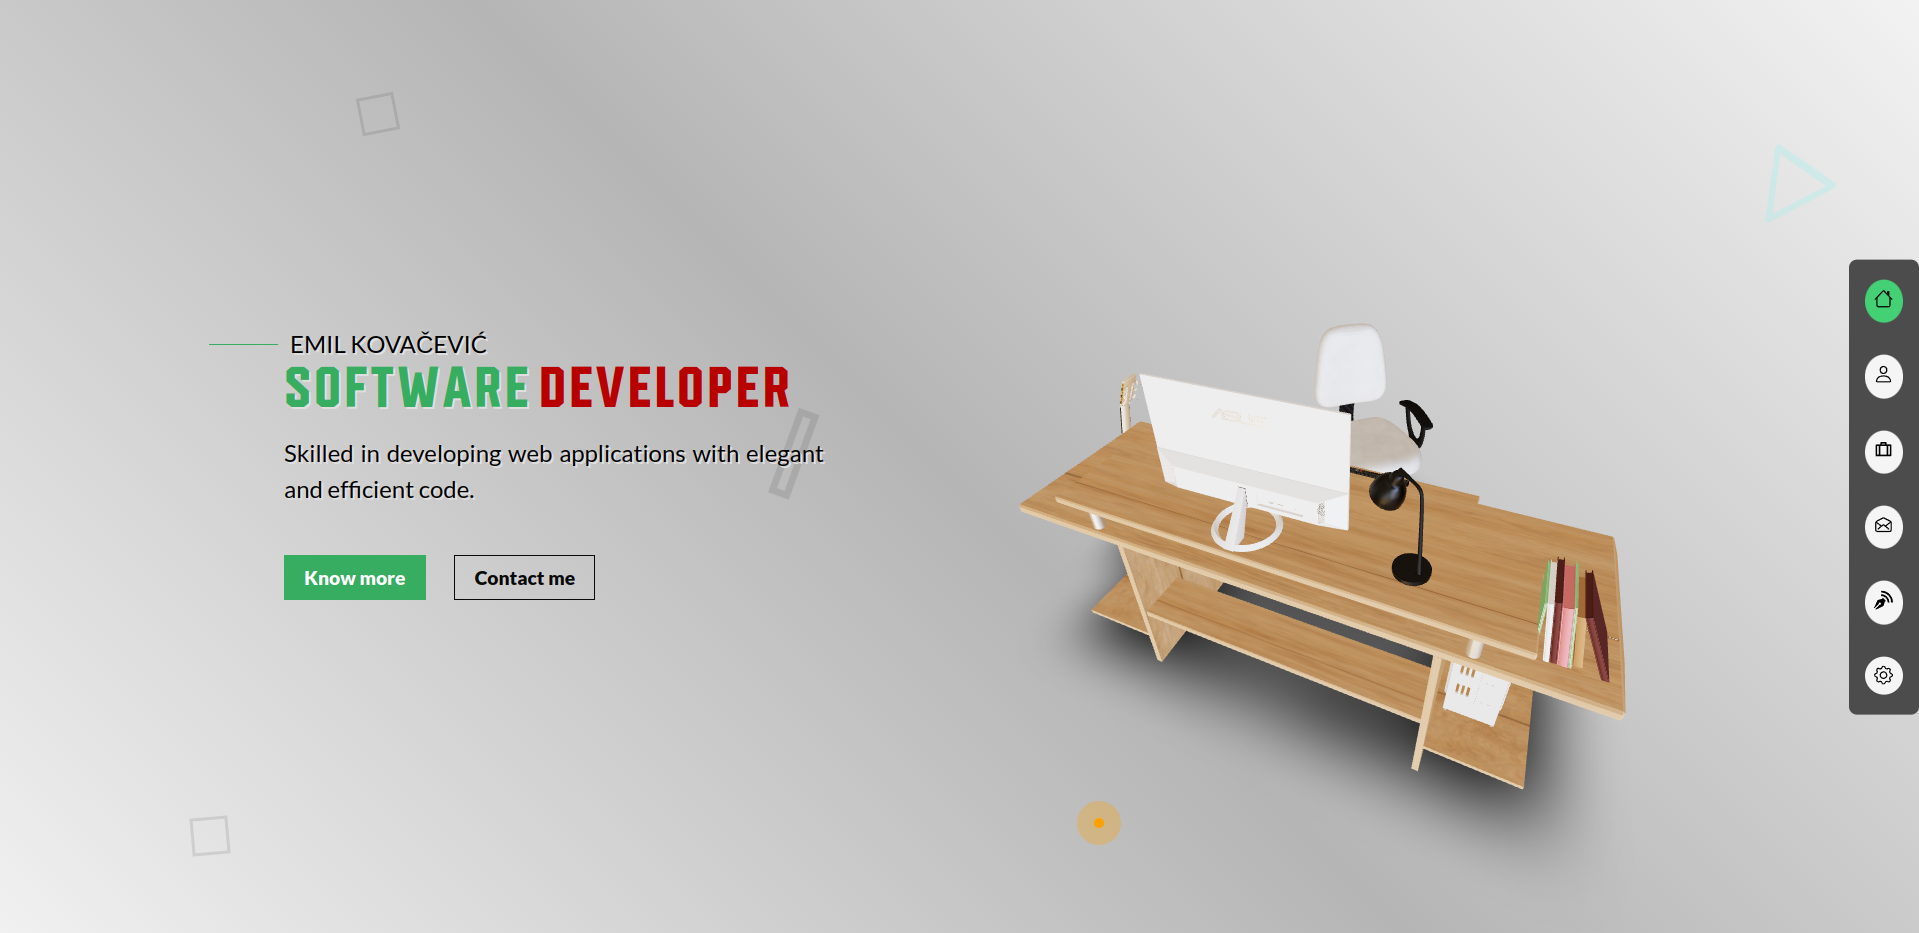 EMIL KOVAČEVIĆ
SOFTWARE DEVELOPER
Skilled in developing web applications with elegant
and efficient code.
Know more
Contact me